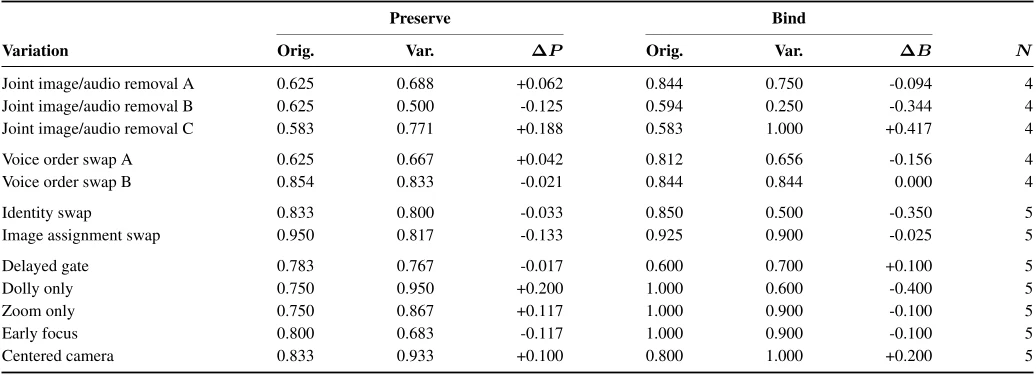 Preserve Bind
Variation Orig. Var. ΔP Orig. Var. ΔB N
Joint image/audio removal A 0.625 0.688 +0.062 0.844 0.750 -0.094 4
Joint image/audio removal B 0.625 0.500 -0.125 0.594 0.250 -0.344 4
Joint image/audio removal C 0.583 0.771 +0.188 0.583 1.000 +0.417 4
Voice order swap A 0.625 0.667 +0.042 0.812 0.656 -0.156 4
Voice order swap B 0.854 0.833 -0.021 0.844 0.844 0.000 4
Identity swap 0.833 0.800 -0.033 0.850 0.500 -0.350 5
Image assignment swap 0.950 0.817 -0.133 0.925 0.900 -0.025 5
Delayed gate 0.783 0.767 -0.017 0.600 0.700 +0.100 5
Dolly only 0.750 0.950 +0.200 1.000 0.600 -0.400 5
Zoom only 0.750 0.867 +0.117 1.000 0.900 -0.100 5
Early focus 0.800 0.683 -0.117 1.000 0.900 -0.100 5
Centered camera 0.833 0.933 +0.100 0.800 1.000 +0.200 5